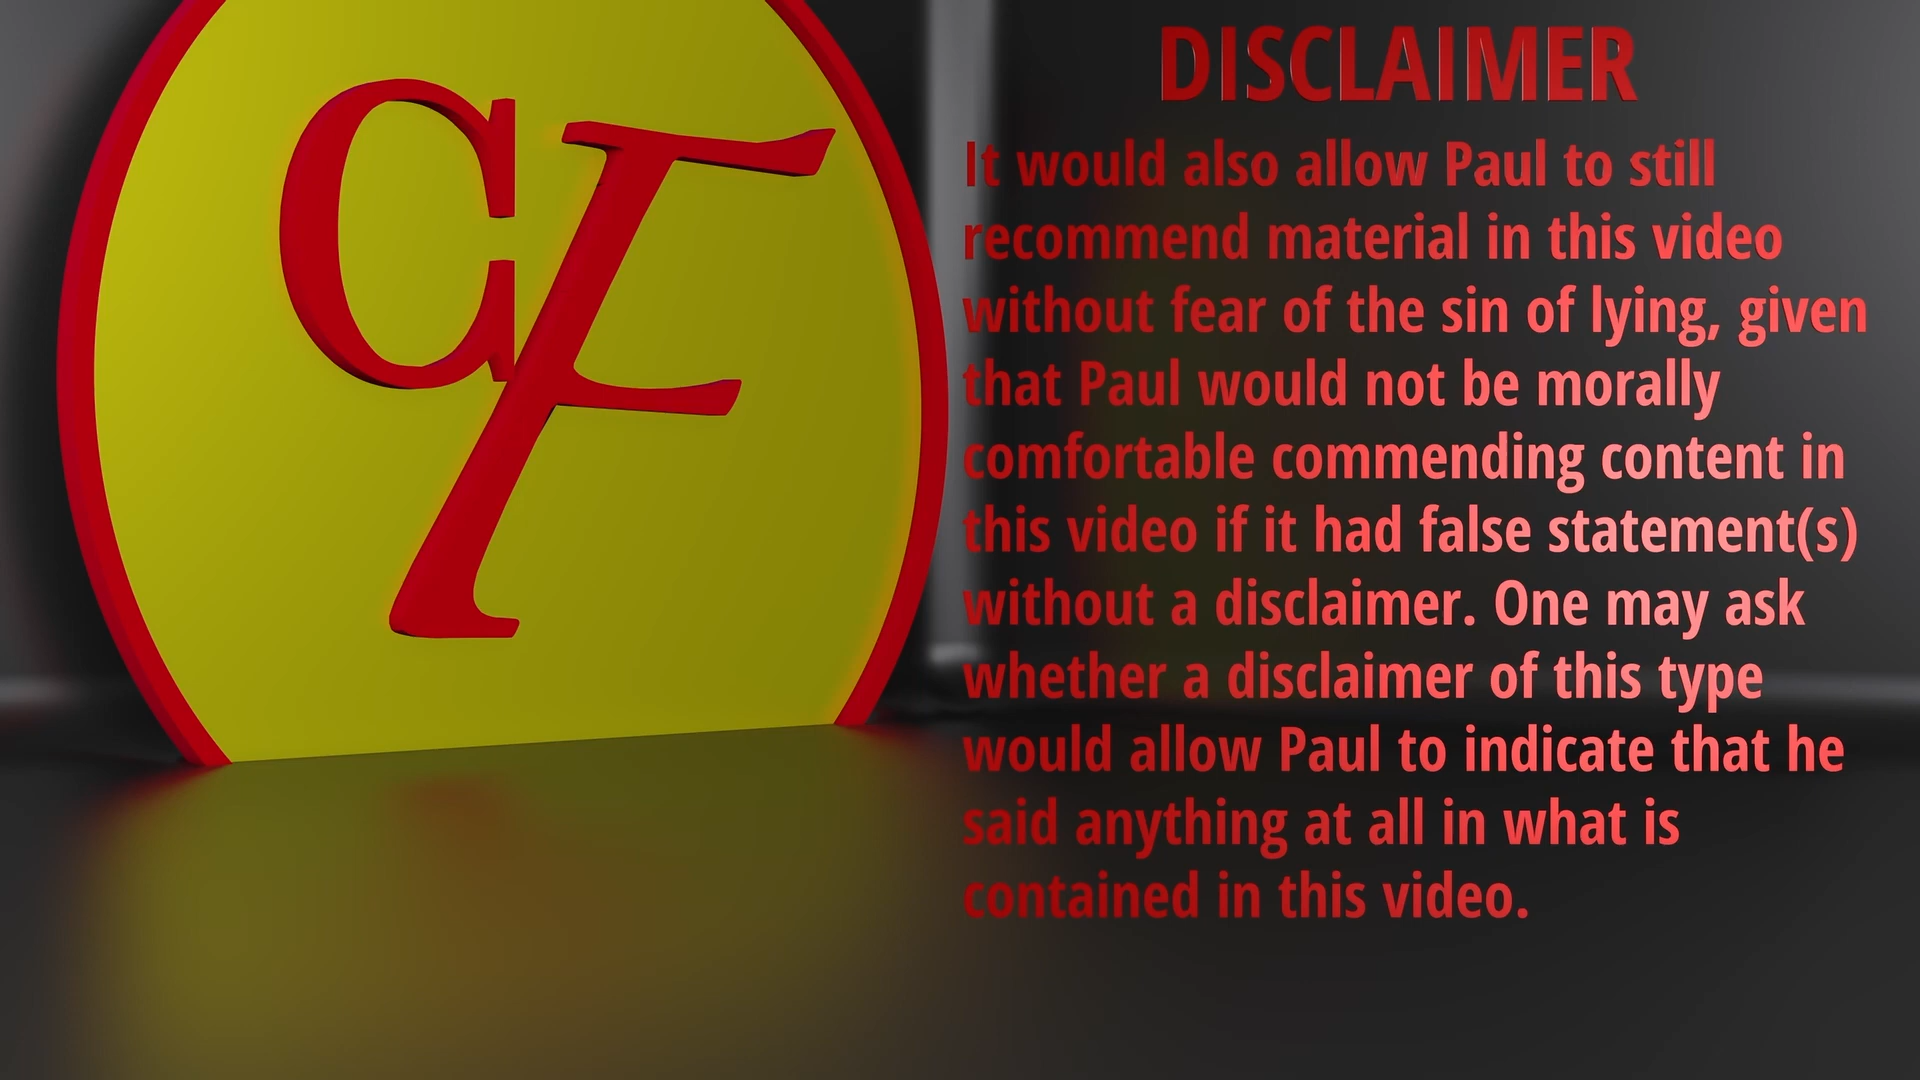 CF
DISCLAIMER
It would also allow Paul to still
recommend material in this video
without fear of the sin of lying, given
that Paul would not be morally
comfortable commending content in
this video if it had false statement(s)
without a disclaimer. One may ask
whether a disclaimer of this type
would allow Paul to indicate that he
said anything at all in what is
contained in this video.